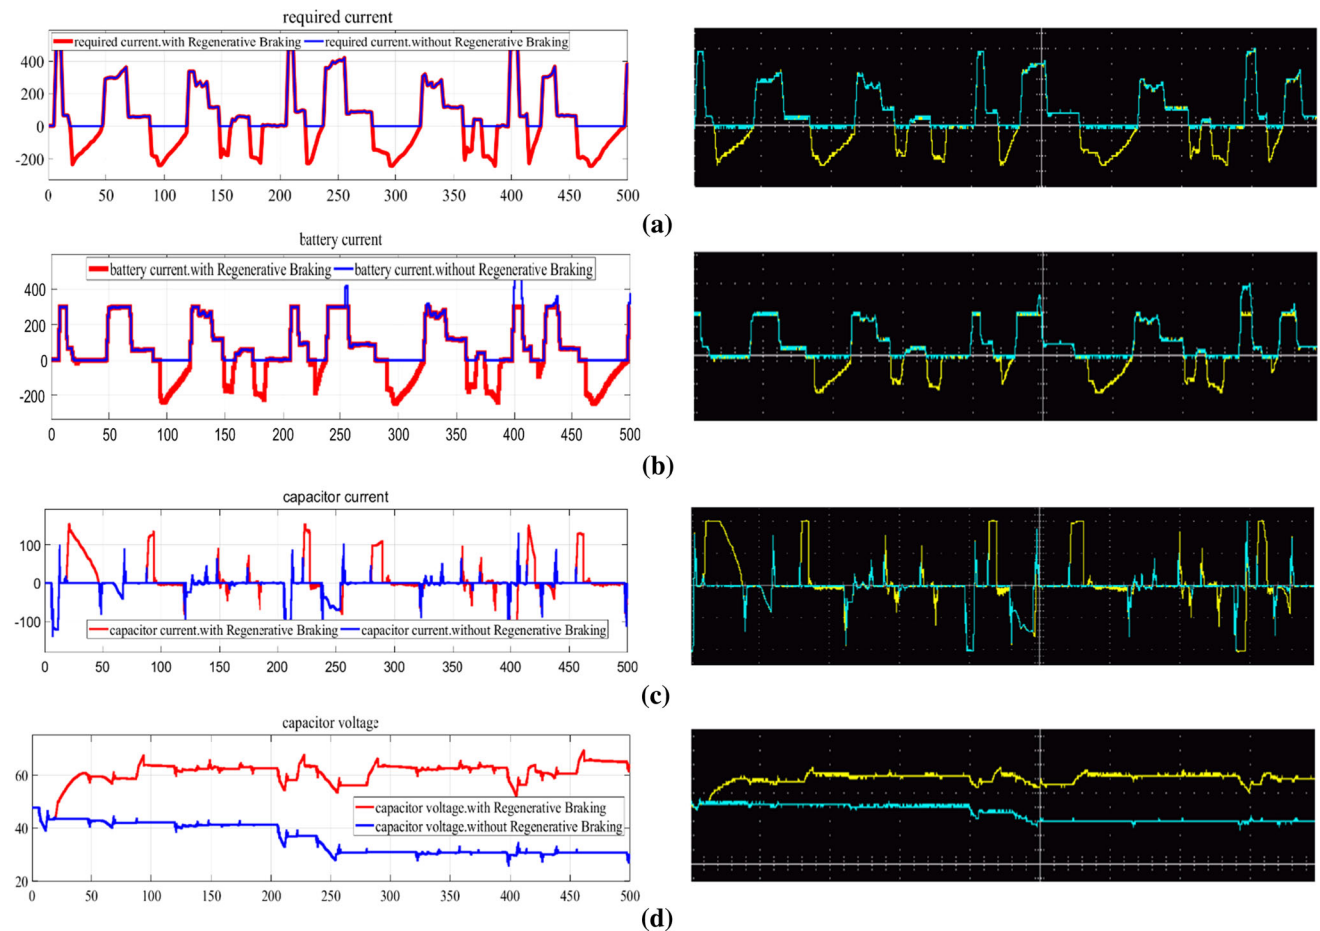 required current
required current.with Regenerative Braking required current.without Regenerative Braking
400
200
0
-200
0 50 100 150 200 250 300 350 400 450 500
(a)
battery current
battery current.with Regenerative Braking battery current.without Regenerative Braking
400
200
0
-200
0 50 100 150 200 250 300 350 400 450 500
(b)
capacitor current
100
0
-100
capacitor current.with Regenerative Braking capacitor current.without Regenerative Braking
0 50 100 150 200 250 300 350 400 450 500
(c)
capacitor voltage
60
capacitor voltage.with Regenerative Braking
40
capacitor voltage.without Regenerative Braking
20
0 50 100 150 200 250 300 350 400 450 500
(d)